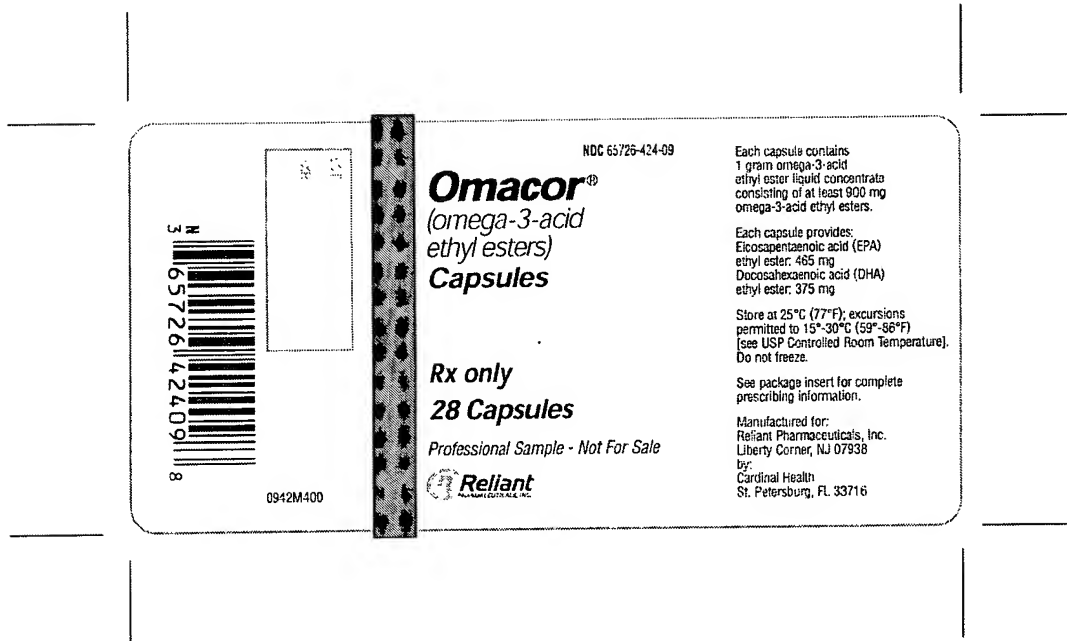 N
3 65726 42409 8
0942M400
NDC 65726-424-09
Omacor®
(omega-3-acid
ethyl esters)
Capsules
Rx only
28 Capsules
Professional Sample - Not For Sale
Reliant
PHARMACEUTICALS, INC.
Each capsule contains
1 gram omega-3-acid
ethyl ester liquid concentrate
consisting of at least 900 mg
omega-3-acid ethyl esters.
Each capsule provides:
Eicosapentaenoic acid (EPA)
ethyl ester: 465 mg
Docosahexaenoic acid (DHA)
ethyl ester: 375 mg
Store at 25°C (77°F); excursions
permitted to 15°-30°C (59°-86°F)
[see USP Controlled Room Temperature].
Do not freeze.
See package insert for complete
prescribing information.
Manufactured for:
Reliant Pharmaceuticals, Inc.
Liberty Corner, NJ 07938
by:
Cardinal Health
St. Petersburg, FL 33716